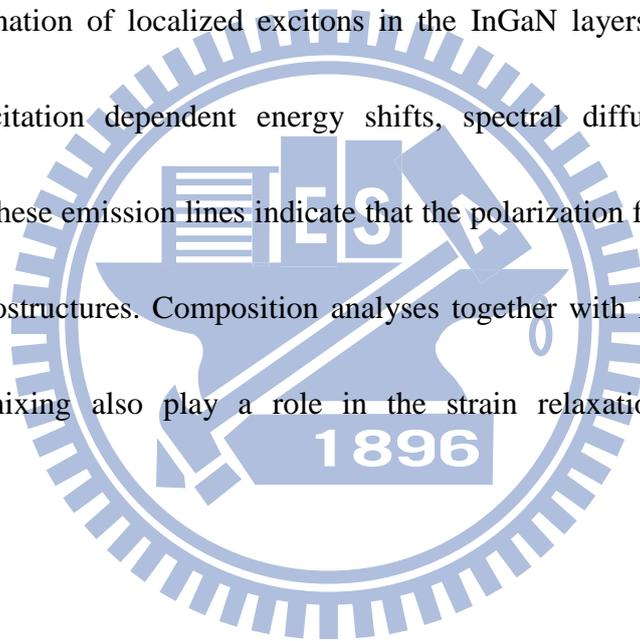 nation of localized excitons in the InGaN layers
citation dependent energy shifts, spectral diffu
E S A
hese emission lines indicate that the polarization f
ostructures. Composition analyses together with
nixing also play a role in the strain relaxatio
1896